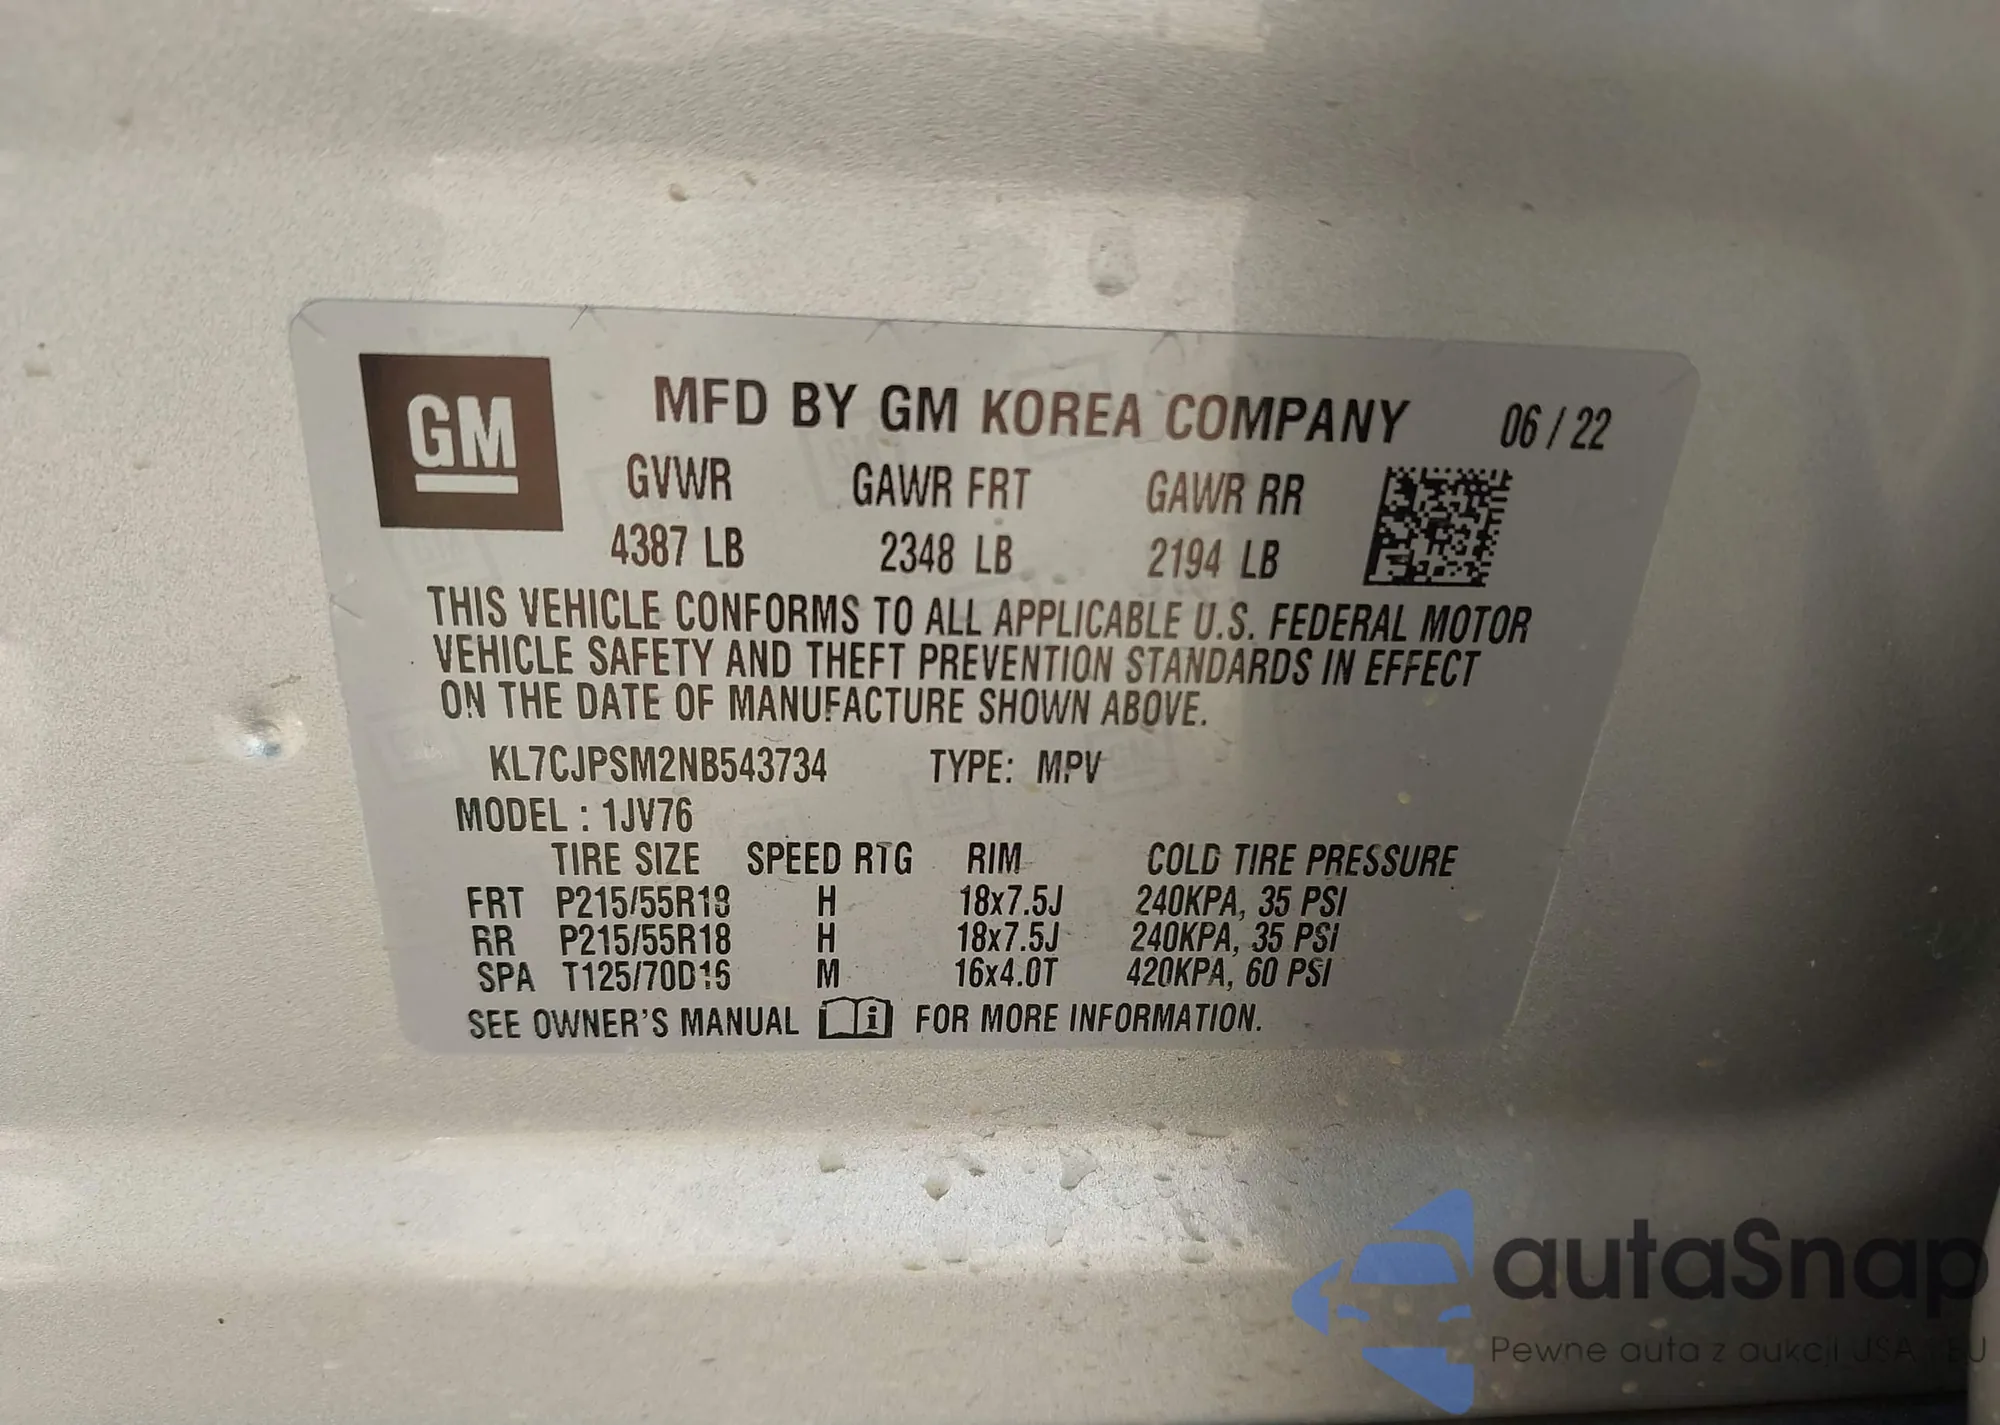 GM
MFD BY GM KOREA COMPANY 06 / 22
GVWR GAWR FRT GAWR RR
4387 LB 2348 LB 2194 LB
THIS VEHICLE CONFORMS TO ALL APPLICABLE U.S. FEDERAL MOTOR
VEHICLE SAFETY AND THEFT PREVENTION STANDARDS IN EFFECT
ON THE DATE OF MANUFACTURE SHOWN ABOVE.
KL7CJPSM2NB543734 TYPE: MPV
MODEL : 1JV76
TIRE SIZE SPEED RTG RIM COLD TIRE PRESSURE
FRT P215/55R18 H 18x7.5J 240KPA, 35 PSI
RR P215/55R18 H 18x7.5J 240KPA, 35 PSI
SPA T125/70D16 M 16x4.0T 420KPA, 60 PSI
SEE OWNER'S MANUAL i FOR MORE INFORMATION.
autaSnap
Pewne auta z aukcji USA i EU